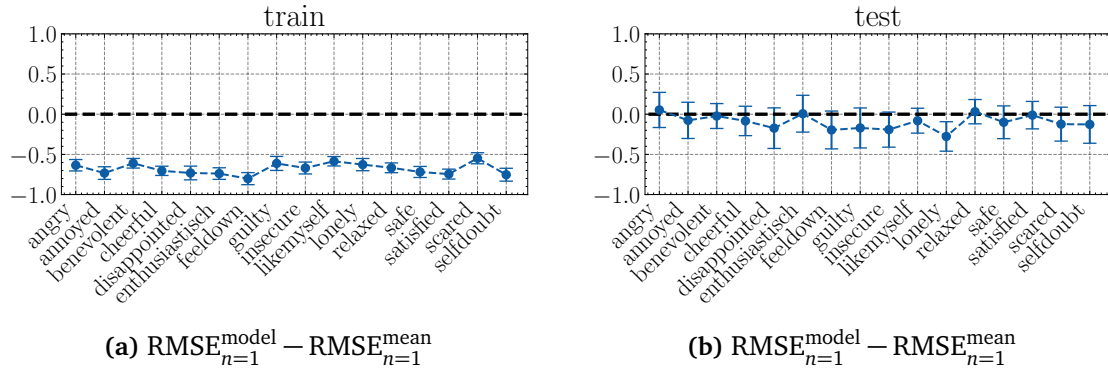 train
1.0
0.5
0.0
−0.5
−1.0
angry
annoyed
benevolent
cheerful
disappointed
enthusiastisch
feeldown
guilty
insecure
likemyself
lonely
relaxed
safe
satisfied
scared
selfdoubt
(a) RMSE^model_n=1 − RMSE^mean_n=1
test
1.0
0.5
0.0
−0.5
−1.0
angry
annoyed
benevolent
cheerful
disappointed
enthusiastisch
feeldown
guilty
insecure
likemyself
lonely
relaxed
safe
satisfied
scared
selfdoubt
(b) RMSE^model_n=1 − RMSE^mean_n=1